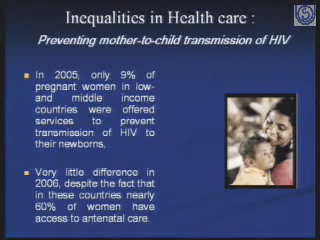 Inequalities in Health care :
Preventing mother-to-child transmission of HIV
In 2005, only 9% of
pregnant women in low-
and middle income
countries were offered
services to prevent
transmission of HIV to
their newborns,
Very little difference in
2006, despite the fact that
in these countries nearly
60% of women have
access to antenatal care.